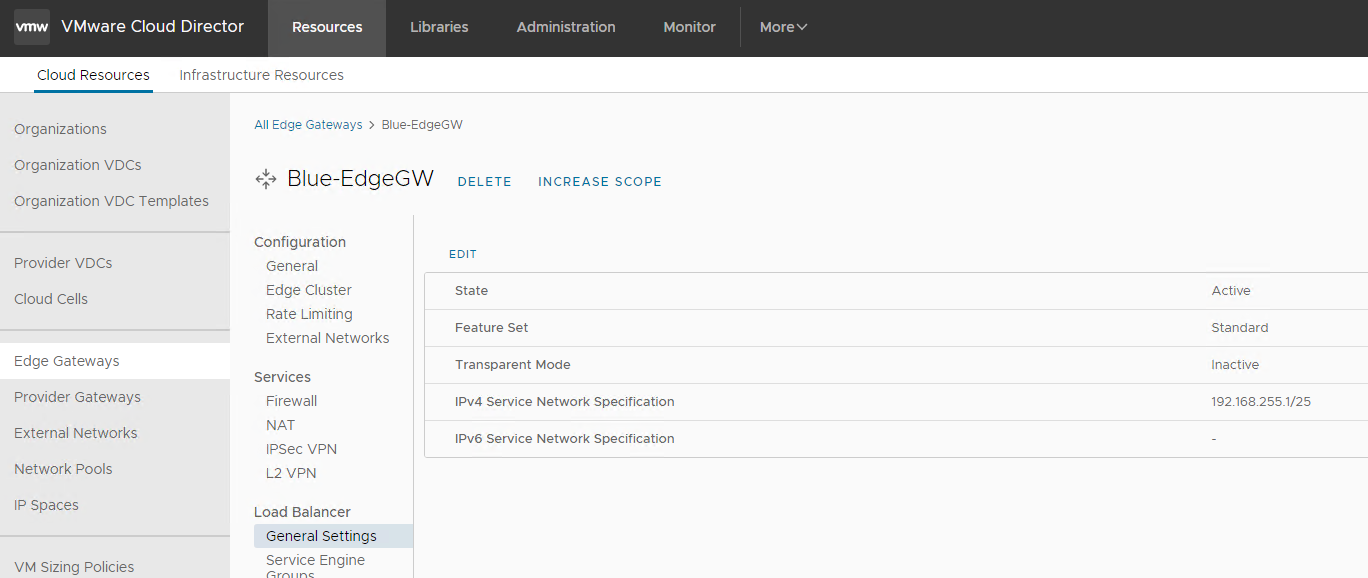 vmw VMware Cloud Director Resources Libraries Administration Monitor More
Cloud Resources Infrastructure Resources
Organizations
Organization VDCs
Organization VDC Templates
Provider VDCs
Cloud Cells
Edge Gateways
Provider Gateways
External Networks
Network Pools
IP Spaces
VM Sizing Policies
All Edge Gateways > Blue-EdgeGW
Blue-EdgeGW DELETE INCREASE SCOPE
Configuration
General
Edge Cluster
Rate Limiting
External Networks
Services
Firewall
NAT
IPSec VPN
L2 VPN
Load Balancer
General Settings
Service Engine
Groups
EDIT
State Active
Feature Set Standard
Transparent Mode Inactive
IPv4 Service Network Specification 192.168.255.1/25
IPv6 Service Network Specification -